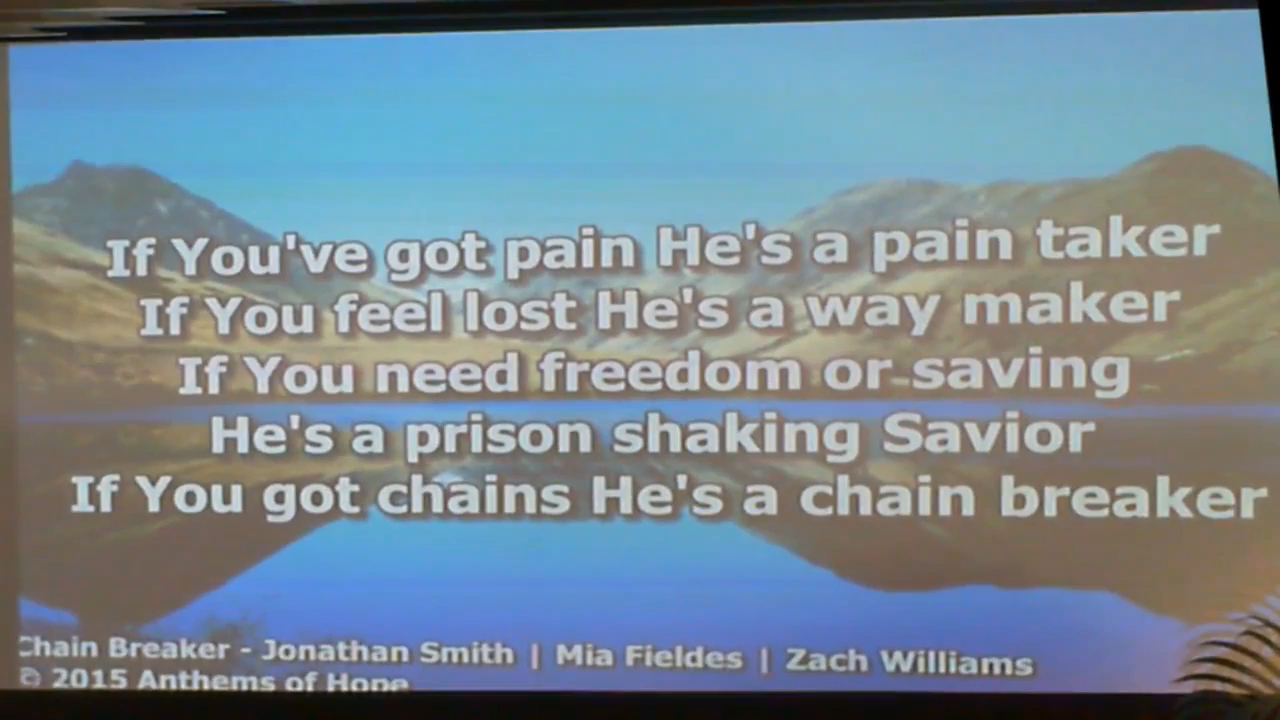 If You've got pain He's a pain taker
If You feel lost He's a way maker
If You need freedom or saving
He's a prison shaking Savior
If You got chains He's a chain breaker
Chain Breaker - Jonathan Smith | Mia Fieldes | Zach Williams
© 2015 Anthems of Hope